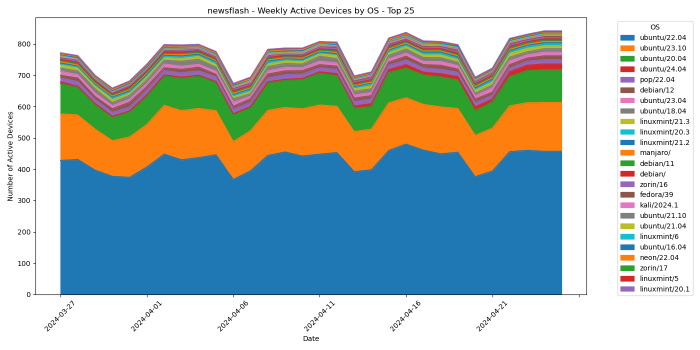 newsflash - Weekly Active Devices by OS - Top 25
OS
ubuntu/22.04
ubuntu/23.10
ubuntu/20.04
ubuntu/24.04
pop/22.04
debian/12
ubuntu/23.04
ubuntu/18.04
linuxmint/21.3
linuxmint/20.3
linuxmint/21.2
manjaro/
debian/11
debian/
zorin/16
fedora/39
kali/2024.1
ubuntu/21.10
ubuntu/21.04
linuxmint/6
ubuntu/16.04
neon/22.04
zorin/17
linuxmint/5
linuxmint/20.1
Number of Active Devices
800
700
600
500
400
300
200
100
0
2024-03-27
2024-04-01
2024-04-06
2024-04-11
2024-04-16
2024-04-21
Date